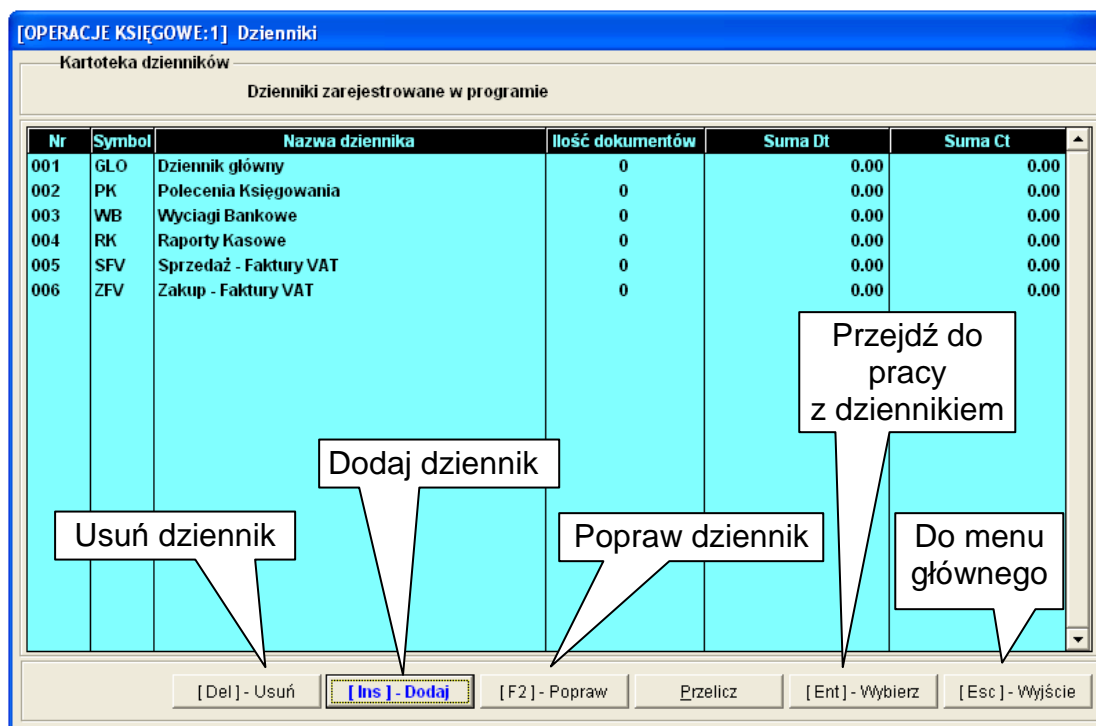 [OPERACJE KSIĘGOWE:1] Dzienniki
Kartoteka dzienników
Dzienniki zarejestrowane w programie
Nr Symbol Nazwa dziennika Ilość dokumentów Suma Dt Suma Ct
001 GLO Dziennik główny 0 0.00 0.00
002 PK Polecenia Księgowania 0 0.00 0.00
003 WB Wyciagi Bankowe 0 0.00 0.00
004 RK Raporty Kasowe 0 0.00 0.00
005 SFV Sprzedaż - Faktury VAT 0 0.00 0.00
006 ZFV Zakup - Faktury VAT 0 0.00 0.00
Przejdź do
pracy
z dziennikiem
Dodaj dziennik
Usuń dziennik
Popraw dziennik
Do menu
głównego
[Del] - Usuń [Ins] - Dodaj [F2] - Popraw Przelicz [Ent] - Wybierz [Esc] - Wyjście